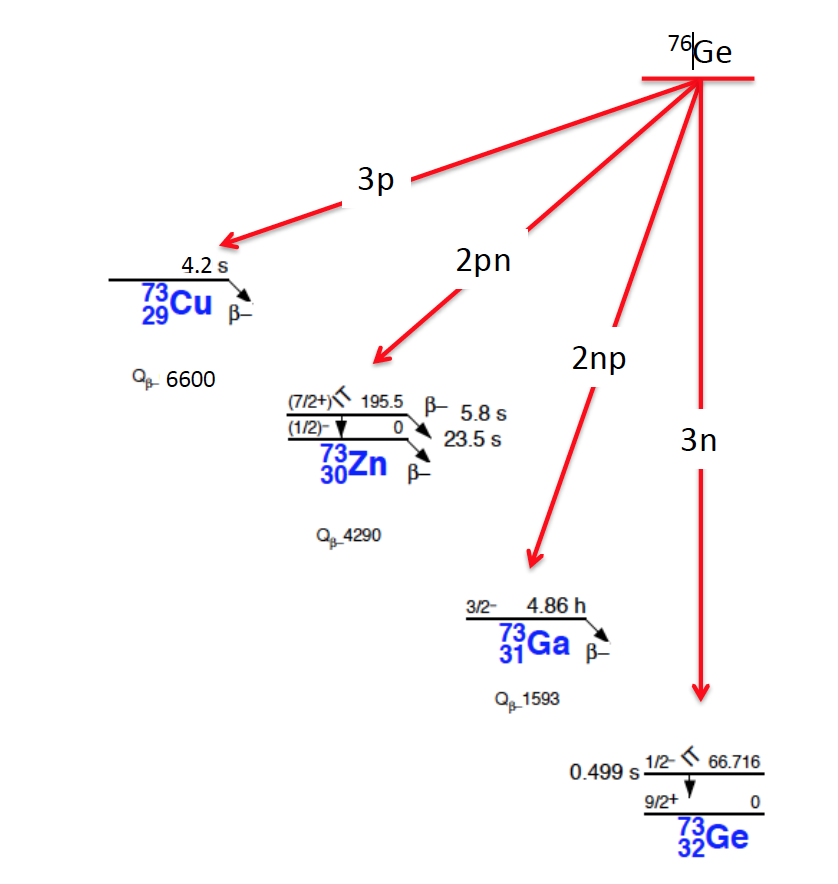 76Ge
3p
4.2 s
73
29Cu
β–
Qβ– 6600
2pn
(7/2+) IT 195.5
β– 5.8 s
(1/2)– 0
23.5 s
73
30Zn
β–
Qβ–4290
2np
3/2– 4.86 h
73
31Ga
β–
Qβ–1593
3n
0.499 s 1/2– IT 66.716
9/2+ 0
73
32Ge